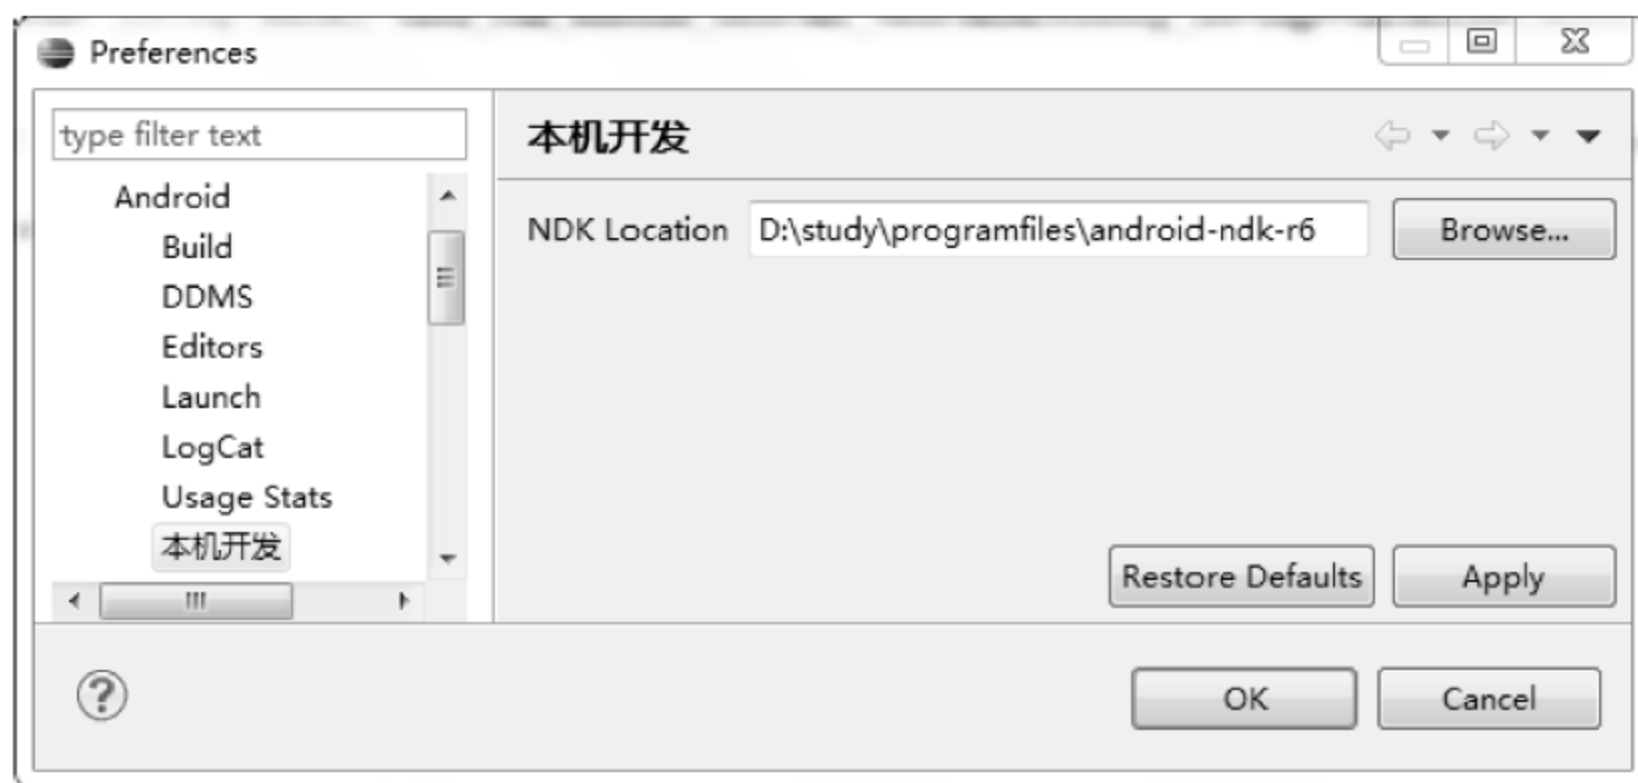 Preferences
type filter text
Android
Build
DDMS
Editors
Launch
LogCat
Usage Stats
本机开发
本机开发
NDK Location D:\study\programfiles\android-ndk-r6 Browse...
Restore Defaults Apply
OK Cancel